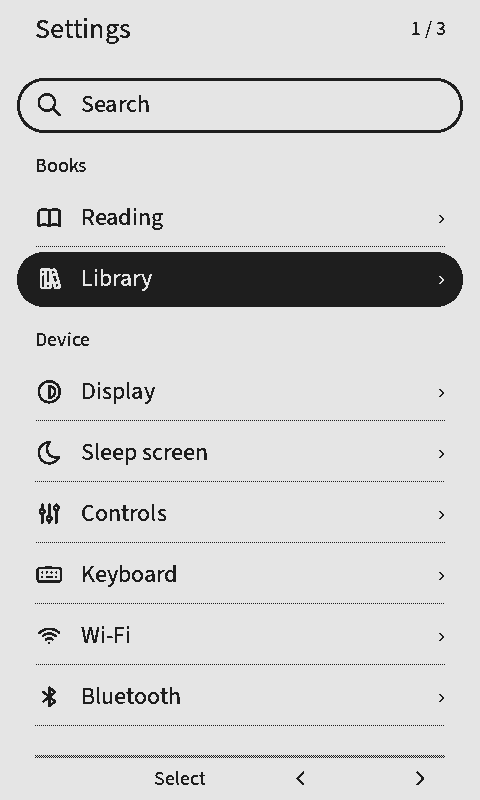 Settings
1 / 3
Search
Books
Reading
Library
Device
Display
Sleep screen
Controls
Keyboard
Wi-Fi
Bluetooth
Select